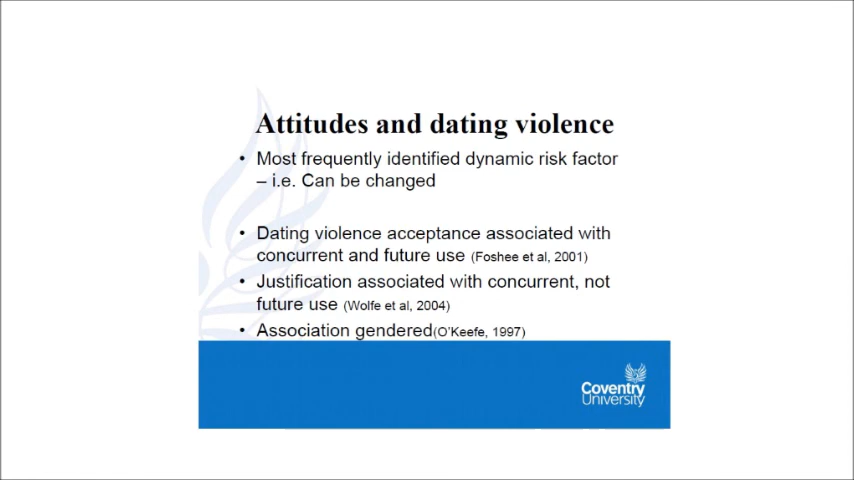 Attitudes and dating violence
• Most frequently identified dynamic risk factor
– i.e. Can be changed
• Dating violence acceptance associated with
concurrent and future use (Foshee et al, 2001)
• Justification associated with concurrent, not
future use (Wolfe et al, 2004)
• Association gendered(O'Keefe, 1997)
Coventry
University